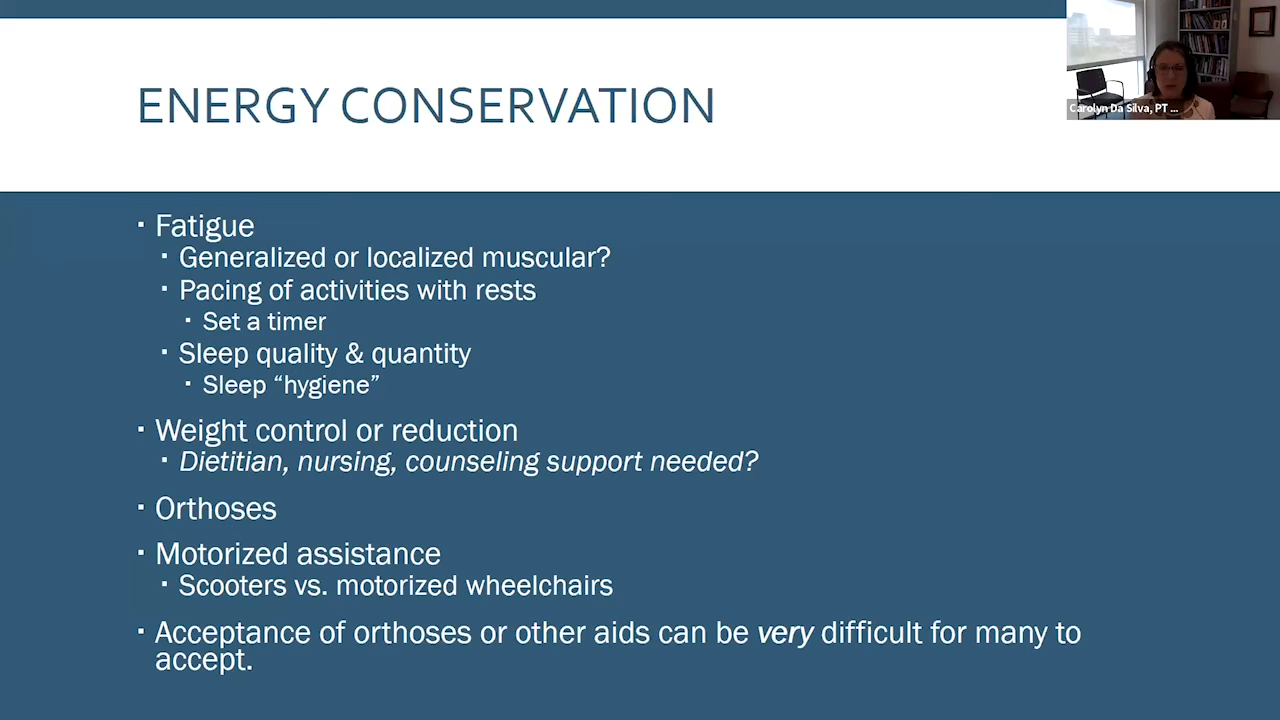 ENERGY CONSERVATION
Carolyn Da Silva, PT ...
▪ Fatigue
▪ Generalized or localized muscular?
▪ Pacing of activities with rests
▪ Set a timer
▪ Sleep quality & quantity
▪ Sleep “hygiene”
▪ Weight control or reduction
▪ Dietitian, nursing, counseling support needed?
▪ Orthoses
▪ Motorized assistance
▪ Scooters vs. motorized wheelchairs
▪ Acceptance of orthoses or other aids can be very difficult for many to
accept.